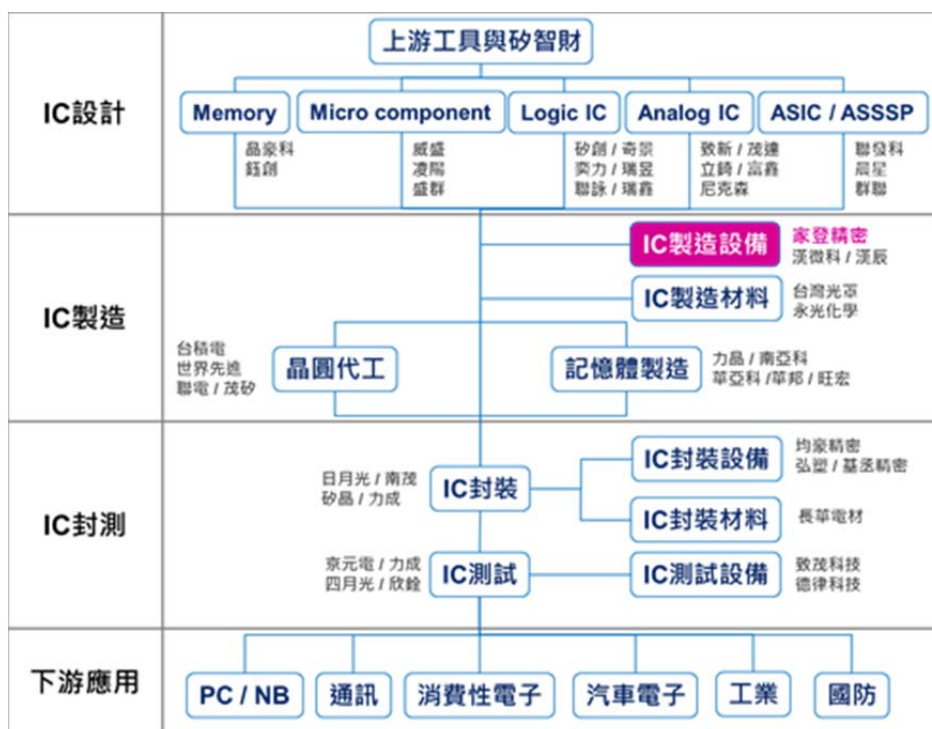 上游工具與矽智財
IC設計
Memory
Micro component
Logic IC
Analog IC
ASIC / ASSSP
晶豪科
鈺創
威盛
凌陽
盛群
矽創 / 奇景
奕力 / 瑞昱
聯詠 / 瑞鑫
致新 / 茂達
立錡 / 富鑫
尼克森
聯發科
晨星
群聯
IC製造
IC製造設備
家登精密
漢微科 / 漢辰
IC製造材料
台灣光罩
永光化學
台積電
世界先進
聯電 / 茂矽
晶圓代工
記憶體製造
力晶 / 南亞科
華亞科 /華邦 / 旺宏
IC封測
日月光 / 南茂
矽品 / 力成
IC封裝
IC封裝設備
均豪精密
弘塑 / 基丞精密
IC封裝材料
長華電材
京元電 / 力成
四月光 / 欣銓
IC測試
IC測試設備
致茂科技
德律科技
下游應用
PC / NB
通訊
消費性電子
汽車電子
工業
國防